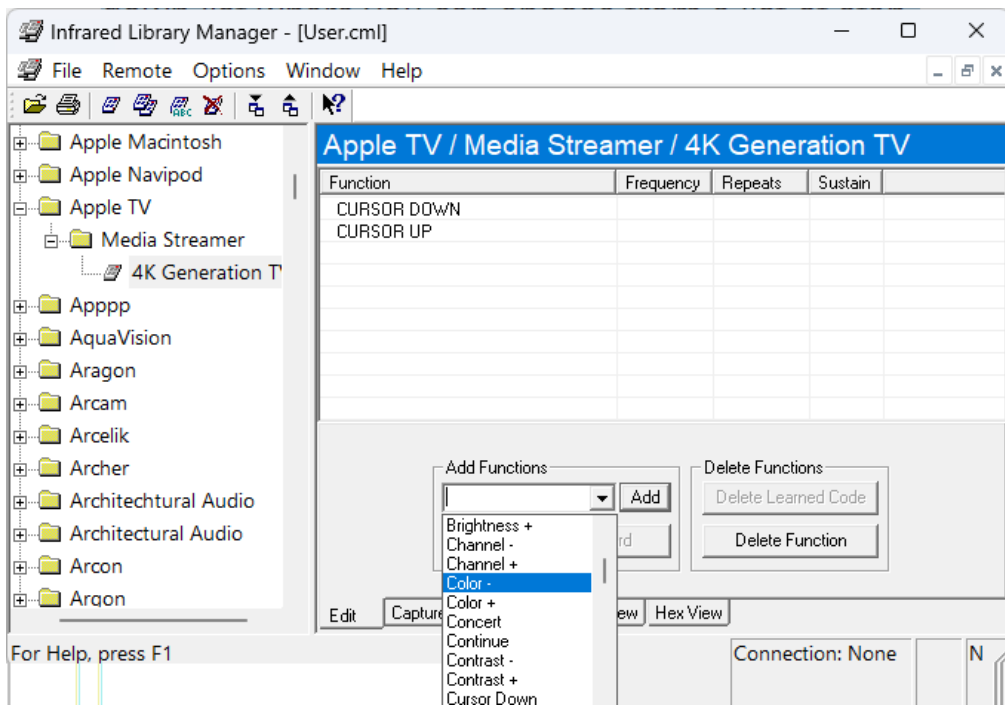 Infrared Library Manager - [User.cml]
File Remote Options Window Help
Apple Macintosh
Apple Navipod
Apple TV
Media Streamer
4K Generation T
Apppp
AquaVision
Aragon
Arcam
Arcelik
Archer
Architechtural Audio
Architectural Audio
Arcon
Argon
Apple TV / Media Streamer / 4K Generation TV
Function Frequency Repeats Sustain
CURSOR DOWN
CURSOR UP
Add Functions
Add
rd
Brightness +
Channel -
Channel +
Color -
Color +
Concert
Continue
Contrast -
Contrast +
Cursor Down
Delete Functions
Delete Learned Code
Delete Function
Edit Capture ew Hex View
For Help, press F1
Connection: None N